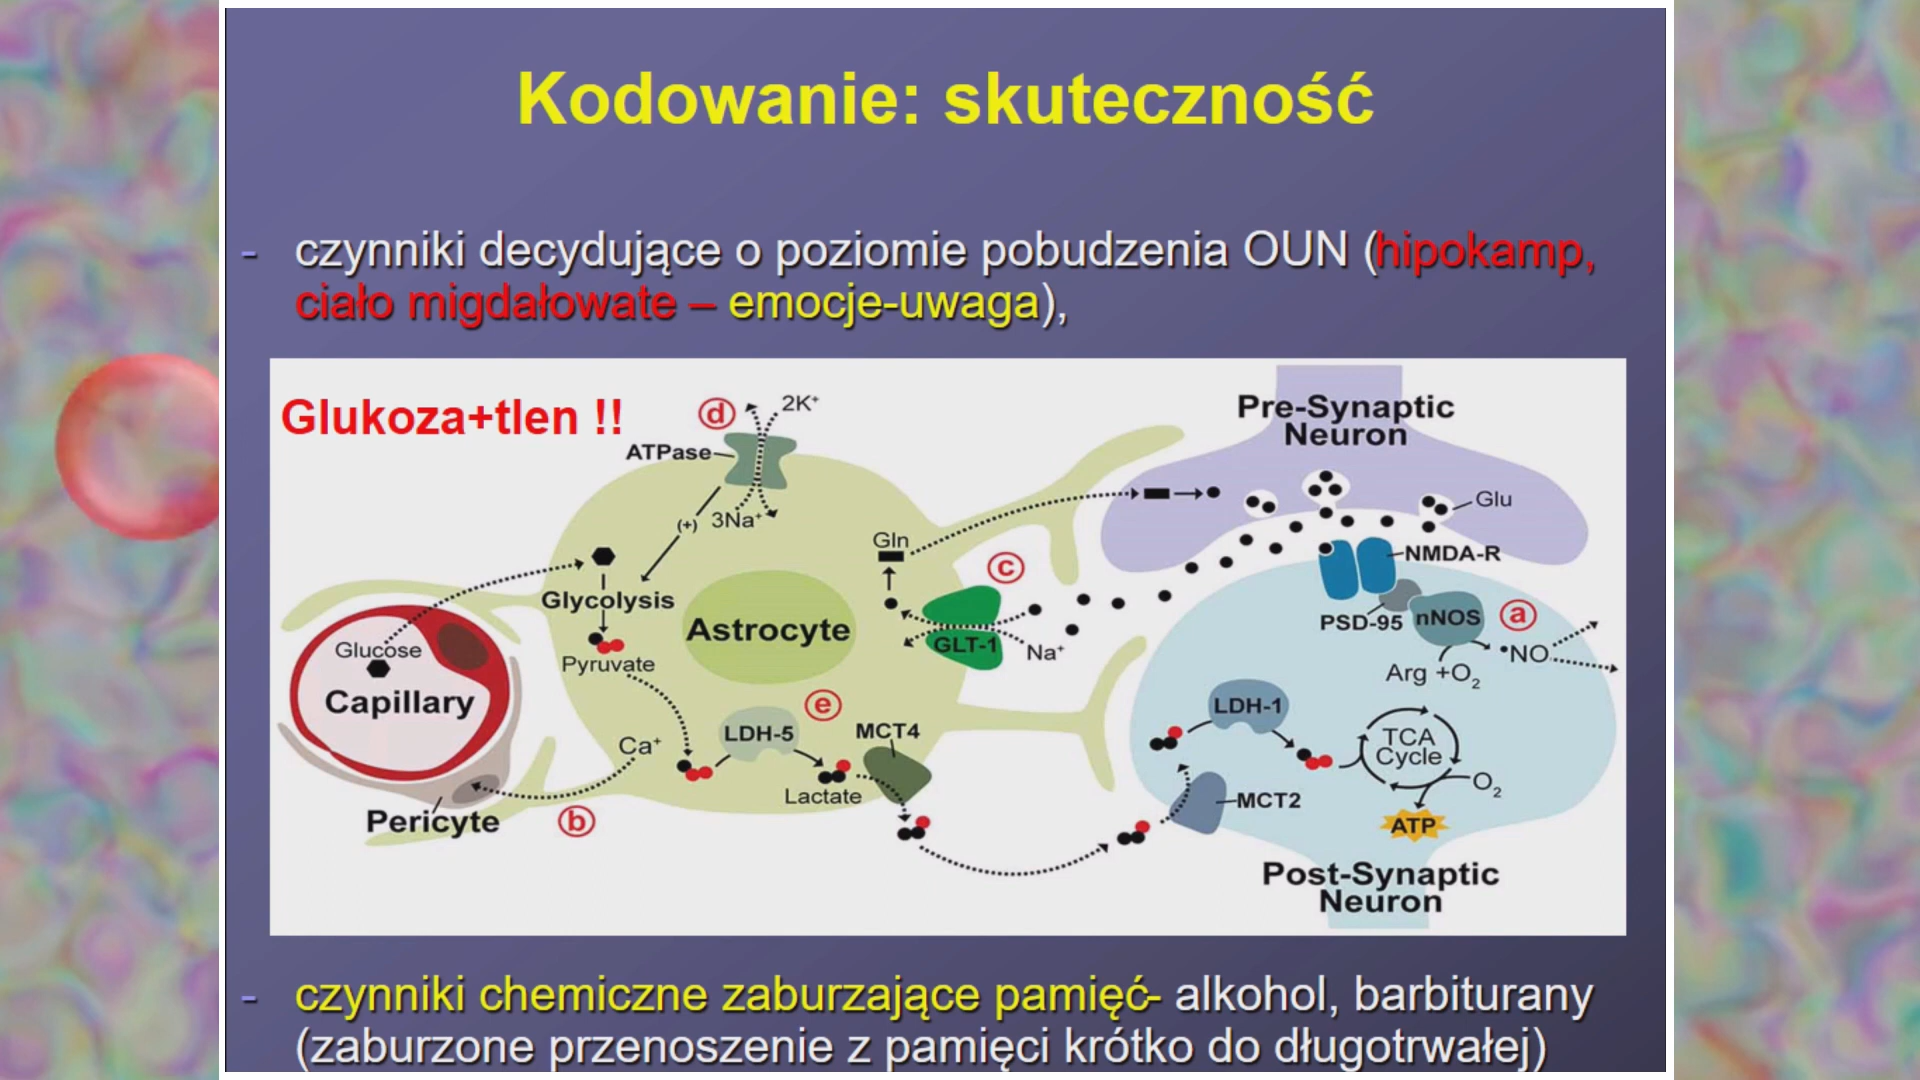 Kodowanie: skuteczność
- czynniki decydujące o poziomie pobudzenia OUN (hipokamp,
ciało migdałowate – emocje-uwaga),
Glukoza+tlen !!
d
2K+
ATPase
(+)
3Na+
Glycolysis
Pyruvate
Astrocyte
Glucose
Capillary
Pericyte
Ca+
b
LDH-5
e
MCT4
Lactate
Gln
c
GLT-1
Na+
Pre-Synaptic
Neuron
Glu
NMDA-R
PSD-95
nNOS
a
•NO
Arg +O2
LDH-1
TCA
Cycle
O2
MCT2
ATP
Post-Synaptic
Neuron
- czynniki chemiczne zaburzające pamięć- alkohol, barbiturany
(zaburzone przenoszenie z pamięci krótko do długotrwałej)